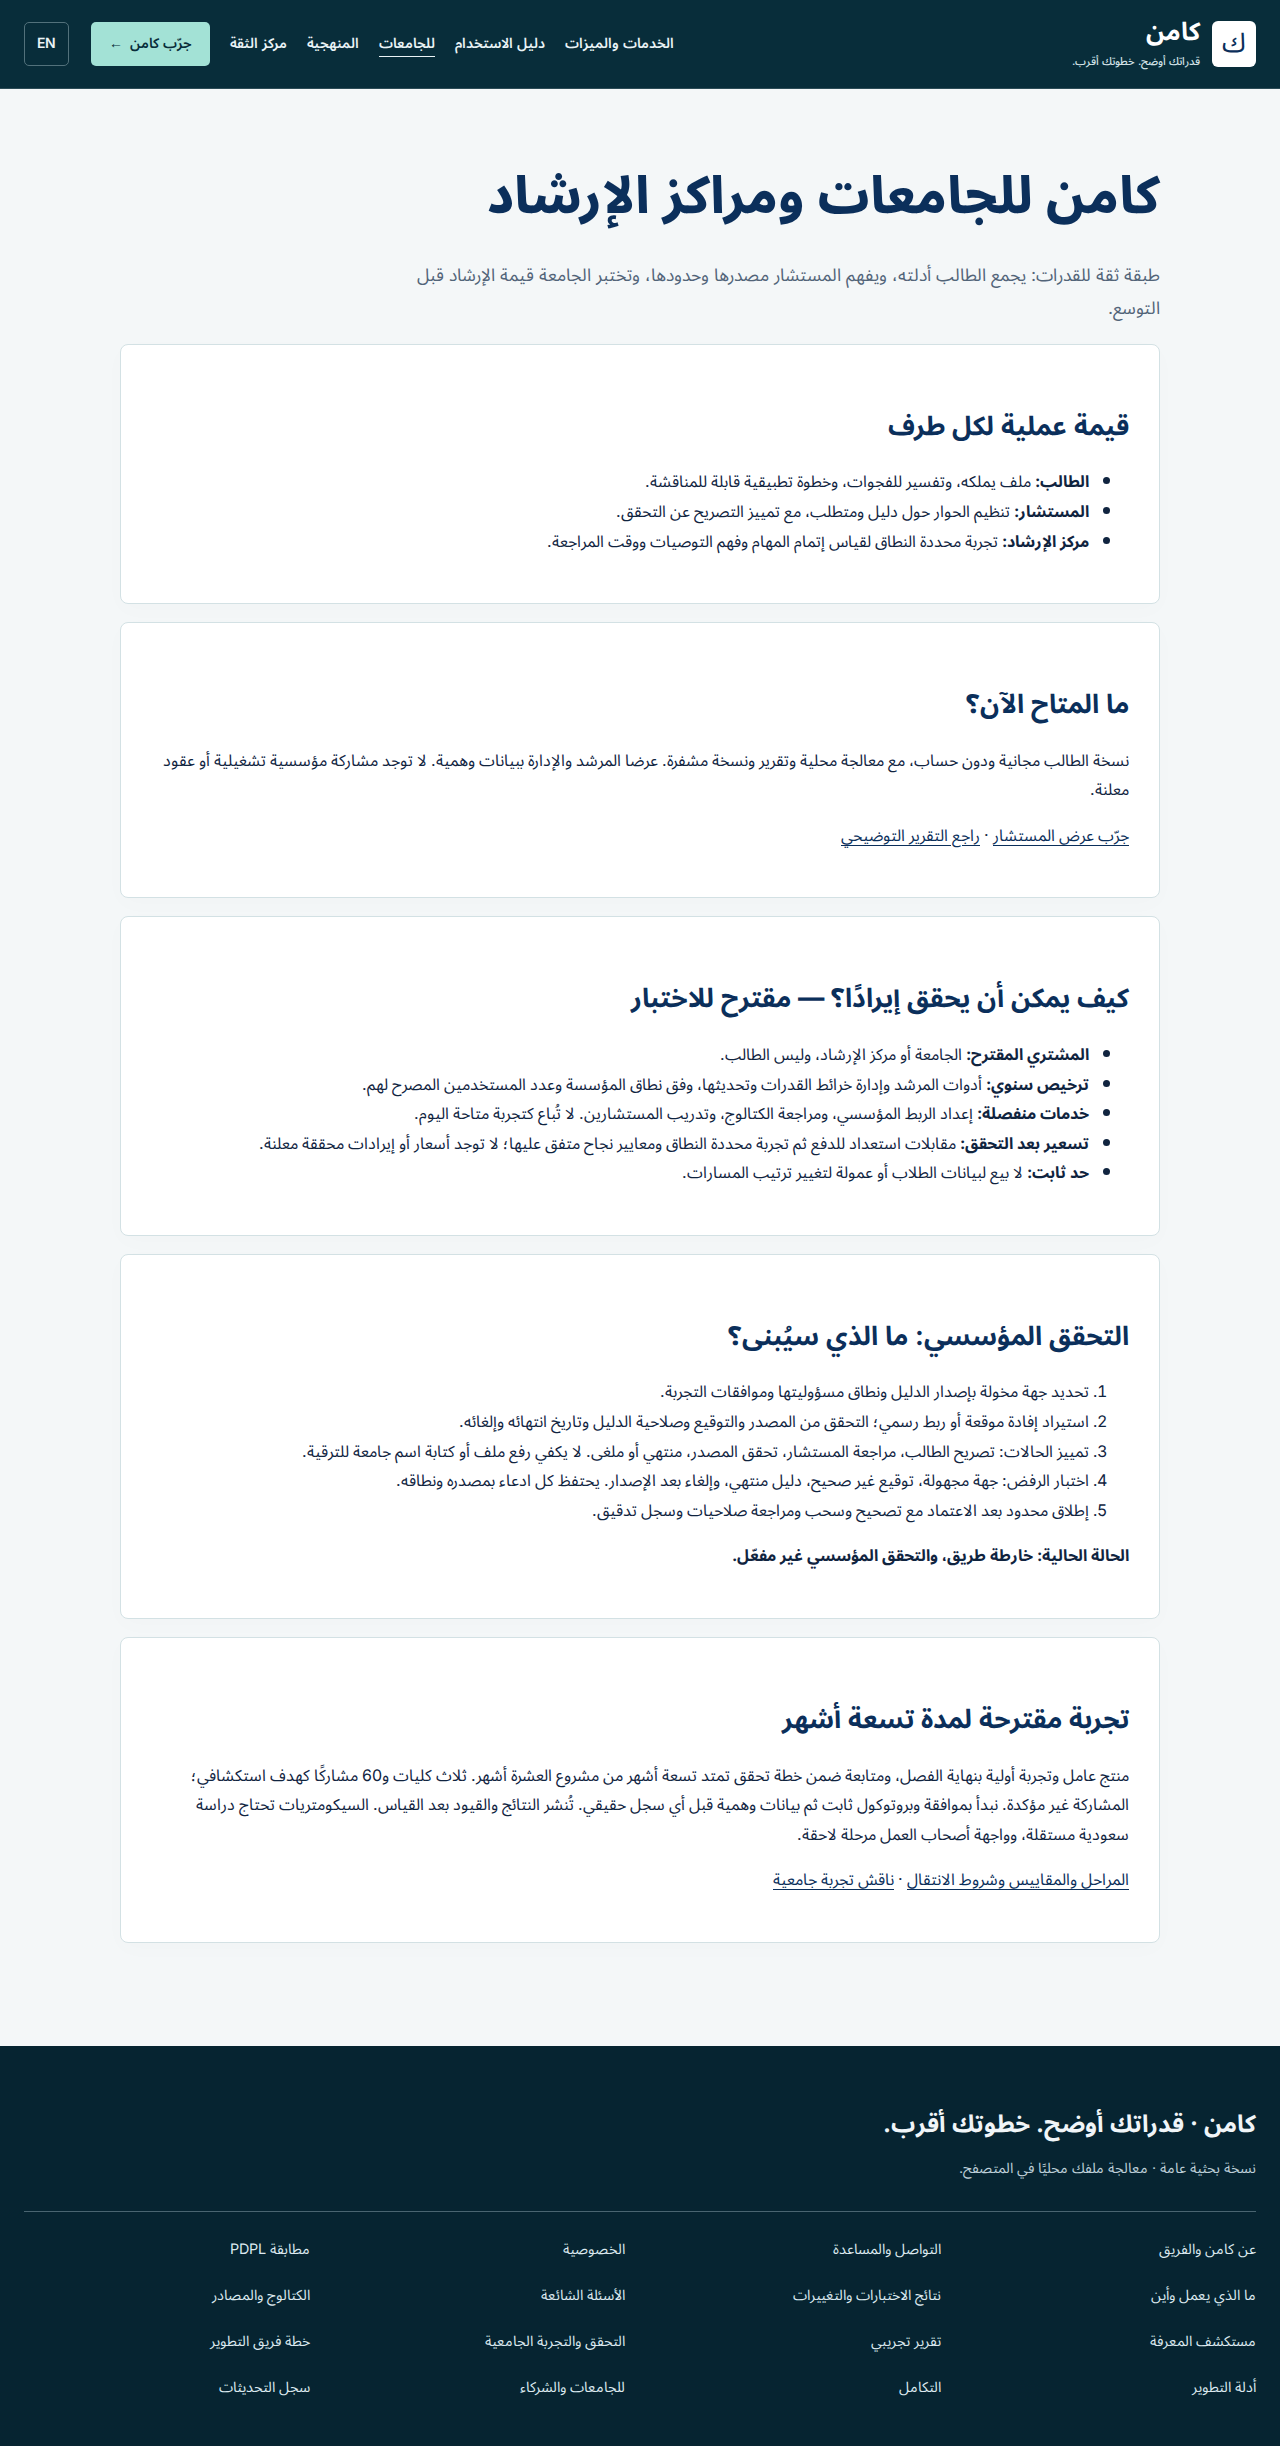 ك
كامن
قدراتك أوضح. خطوتك أقرب.
الخدمات والميزات
دليل الاستخدام
للجامعات
المنهجية
مركز الثقة
جرّب كامن ←
EN
كامن للجامعات ومراكز الإرشاد
طبقة ثقة للقدرات: يجمع الطالب أدلته، ويفهم المستشار مصدرها وحدودها، وتختبر الجامعة قيمة الإرشاد قبل
التوسع.
قيمة عملية لكل طرف
الطالب: ملف يملكه، وتفسير للفجوات، وخطوة تطبيقية قابلة للمناقشة.
المستشار: تنظيم الحوار حول دليل ومتطلب، مع تمييز التصريح عن التحقق.
مركز الإرشاد: تجربة محددة النطاق لقياس إتمام المهام وفهم التوصيات ووقت المراجعة.
ما المتاح الآن؟
نسخة الطالب مجانية ودون حساب، مع معالجة محلية وتقرير ونسخة مشفرة. عرضا المرشد والإدارة ببيانات وهمية. لا توجد مشاركة مؤسسية تشغيلية أو عقود
معلنة.
جرّب عرض المستشار · راجع التقرير التوضيحي
كيف يمكن أن يحقق إيرادًا؟ — مقترح للاختبار
المشتري المقترح: الجامعة أو مركز الإرشاد، وليس الطالب.
ترخيص سنوي: أدوات المرشد وإدارة خرائط القدرات وتحديثها، وفق نطاق المؤسسة وعدد المستخدمين المصرح لهم.
خدمات منفصلة: إعداد الربط المؤسسي، ومراجعة الكتالوج، وتدريب المستشارين. لا تُباع كتجربة متاحة اليوم.
تسعير بعد التحقق: مقابلات استعداد للدفع ثم تجربة محددة النطاق ومعايير نجاح متفق عليها؛ لا توجد أسعار أو إيرادات محققة معلنة.
حد ثابت: لا بيع لبيانات الطلاب أو عمولة لتغيير ترتيب المسارات.
التحقق المؤسسي: ما الذي سيُبنى؟
1. تحديد جهة مخولة بإصدار الدليل ونطاق مسؤوليتها وموافقات التجربة.
2. استيراد إفادة موقعة أو ربط رسمي؛ التحقق من المصدر والتوقيع وصلاحية الدليل وتاريخ انتهائه وإلغائه.
3. تمييز الحالات: تصريح الطالب، مراجعة المستشار، تحقق المصدر، منتهي أو ملغى. لا يكفي رفع ملف أو كتابة اسم جامعة للترقية.
4. اختبار الرفض: جهة مجهولة، توقيع غير صحيح، دليل منتهي، وإلغاء بعد الإصدار. يحتفظ كل ادعاء بمصدره ونطاقه.
5. إطلاق محدود بعد الاعتماد مع تصحيح وسحب ومراجعة صلاحيات وسجل تدقيق.
الحالة الحالية: خارطة طريق، والتحقق المؤسسي غير مفعّل.
تجربة مقترحة لمدة تسعة أشهر
منتج عامل وتجربة أولية بنهاية الفصل، ومتابعة ضمن خطة تحقق تمتد تسعة أشهر من مشروع العشرة أشهر. ثلاث كليات و60 مشاركًا كهدف استكشافي؛
المشاركة غير مؤكدة. نبدأ بموافقة وبروتوكول ثابت ثم بيانات وهمية قبل أي سجل حقيقي. تُنشر النتائج والقيود بعد القياس. السيكومتريات تحتاج دراسة
سعودية مستقلة، وواجهة أصحاب العمل مرحلة لاحقة.
المراحل والمقاييس وشروط الانتقال · ناقش تجربة جامعية
كامن · قدراتك أوضح. خطوتك أقرب.
نسخة بحثية عامة · معالجة ملفك محليًا في المتصفح.
عن كامن والفريق
التواصل والمساعدة
الخصوصية
مطابقة PDPL
ما الذي يعمل وأين
نتائج الاختبارات والتغييرات
الأسئلة الشائعة
الكتالوج والمصادر
مستكشف المعرفة
تقرير تجريبي
التحقق والتجربة الجامعية
خطة فريق التطوير
أدلة التطوير
التكامل
للجامعات والشركاء
سجل التحديثات